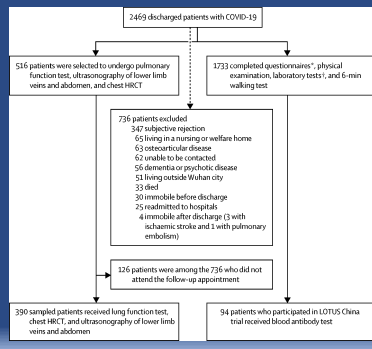 2469 discharged patients with COVID-19
516 patients were selected to undergo pulmonary
function test, ultrasonography of lower limb
veins and abdomen, and chest HRCT
1733 completed questionnaires*, physical
examination, laboratory tests†, and 6-min
walking test
736 patients excluded
347 subjective rejection
65 living in a nursing or welfare home
63 osteoarticular disease
62 unable to be contacted
56 dementia or psychotic disease
51 living outside Wuhan city
33 died
30 immobile before discharge
25 readmitted to hospitals
4 immobile after discharge (3 with
ischaemic stroke and 1 with pulmonary
embolism)
126 patients were among the 736 who did not
attend the follow-up appointment
390 sampled patients received lung function test,
chest HRCT, and ultrasonography of lower limb
veins and abdomen
94 patients who participated in LOTUS China
trial received blood antibody test